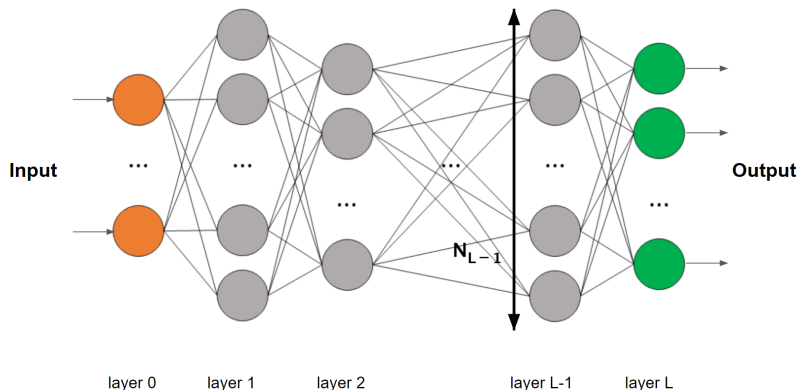 Input
...
...
...
...
...
...
N_{L-1}
Output
layer 0
layer 1
layer 2
layer L-1
layer L